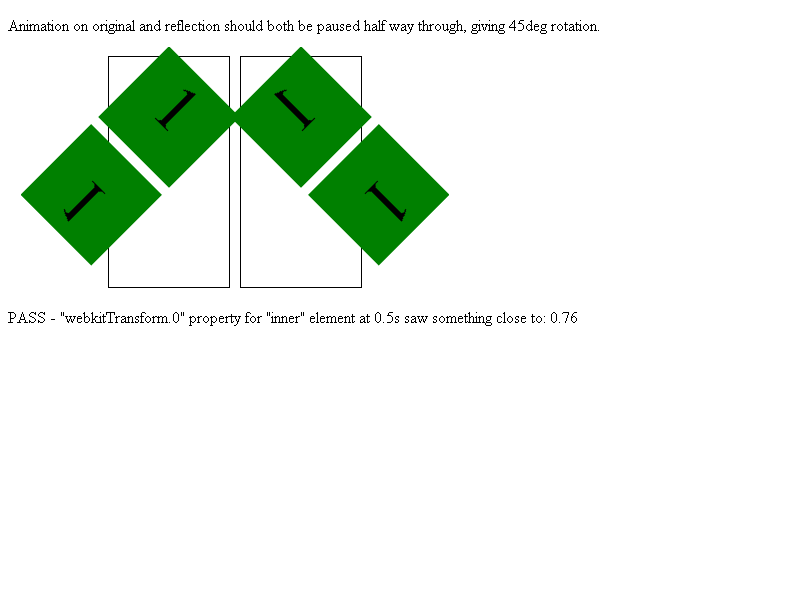 Animation on original and reflection should both be paused half way through, giving 45deg rotation.
PASS - "webkitTransform.0" property for "inner" element at 0.5s saw something close to: 0.76